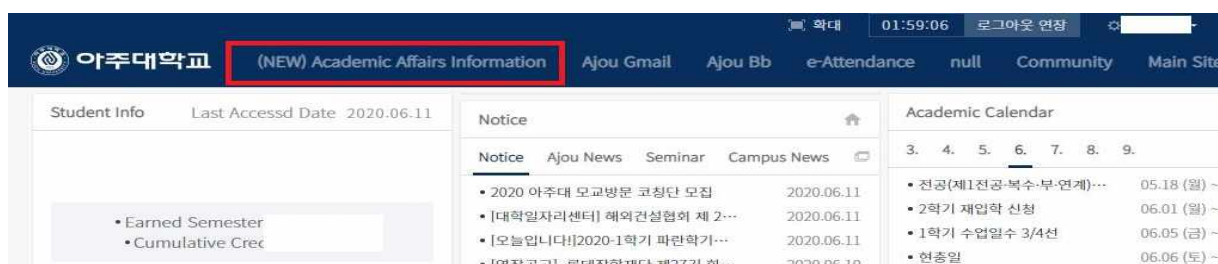 확대 01:59:06 로그아웃 연장
아주대학교 (NEW) Academic Affairs Information Ajou Gmail Ajou Bb e-Attendance null Community Main Site
Student Info Last Accessd Date 2020.06.11
• Earned Semester
• Cumulative Crec
Notice
Notice Ajou News Seminar Campus News
• 2020 아주대 모교방문 코칭단 모집 2020.06.11
• [대학일자리센터] 해외건설협회 제 2… 2020.06.11
• [오늘입니다!]2020-1학기 파란학기… 2020.06.11
Academic Calendar
3. 4. 5. 6. 7. 8. 9.
• 전공(제1전공·복수·부·연계)… 05.18 (월) ~
• 2학기 재입학 신청 06.01 (월) ~
• 1학기 수업일수 3/4선 06.05 (금) ~
• 현충일 06.06 (토) ~